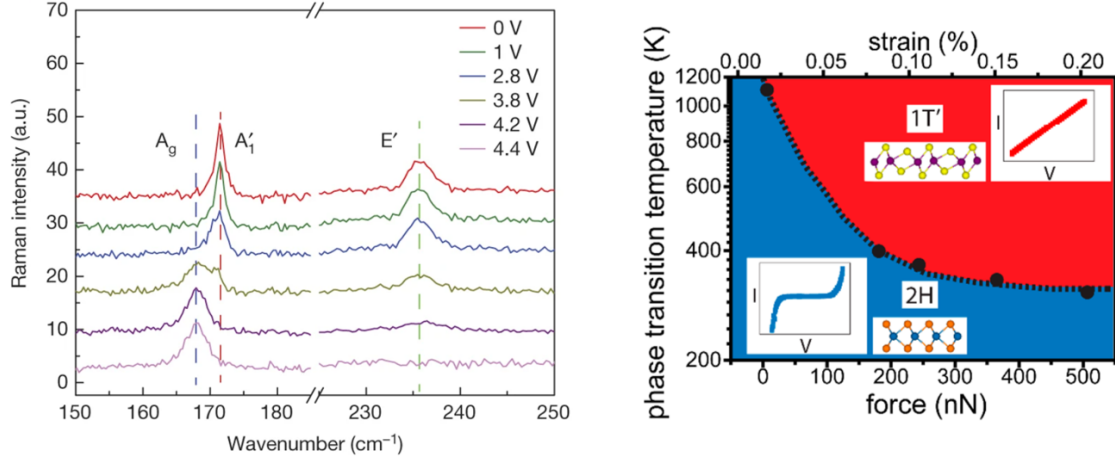 70
60
50
40
30
20
10
0
Raman intensity (a.u.)
0 V
1 V
2.8 V
3.8 V
4.2 V
4.4 V
A_g
A′_1
E′
150 160 170 180 230 240 250
Wavenumber (cm⁻¹)
strain (%)
0.00 0.05 0.10 0.15 0.20
phase transition temperature (K)
1200
1000
800
600
400
200
1T′
I
V
2H
I
V
0 100 200 300 400 500
force (nN)